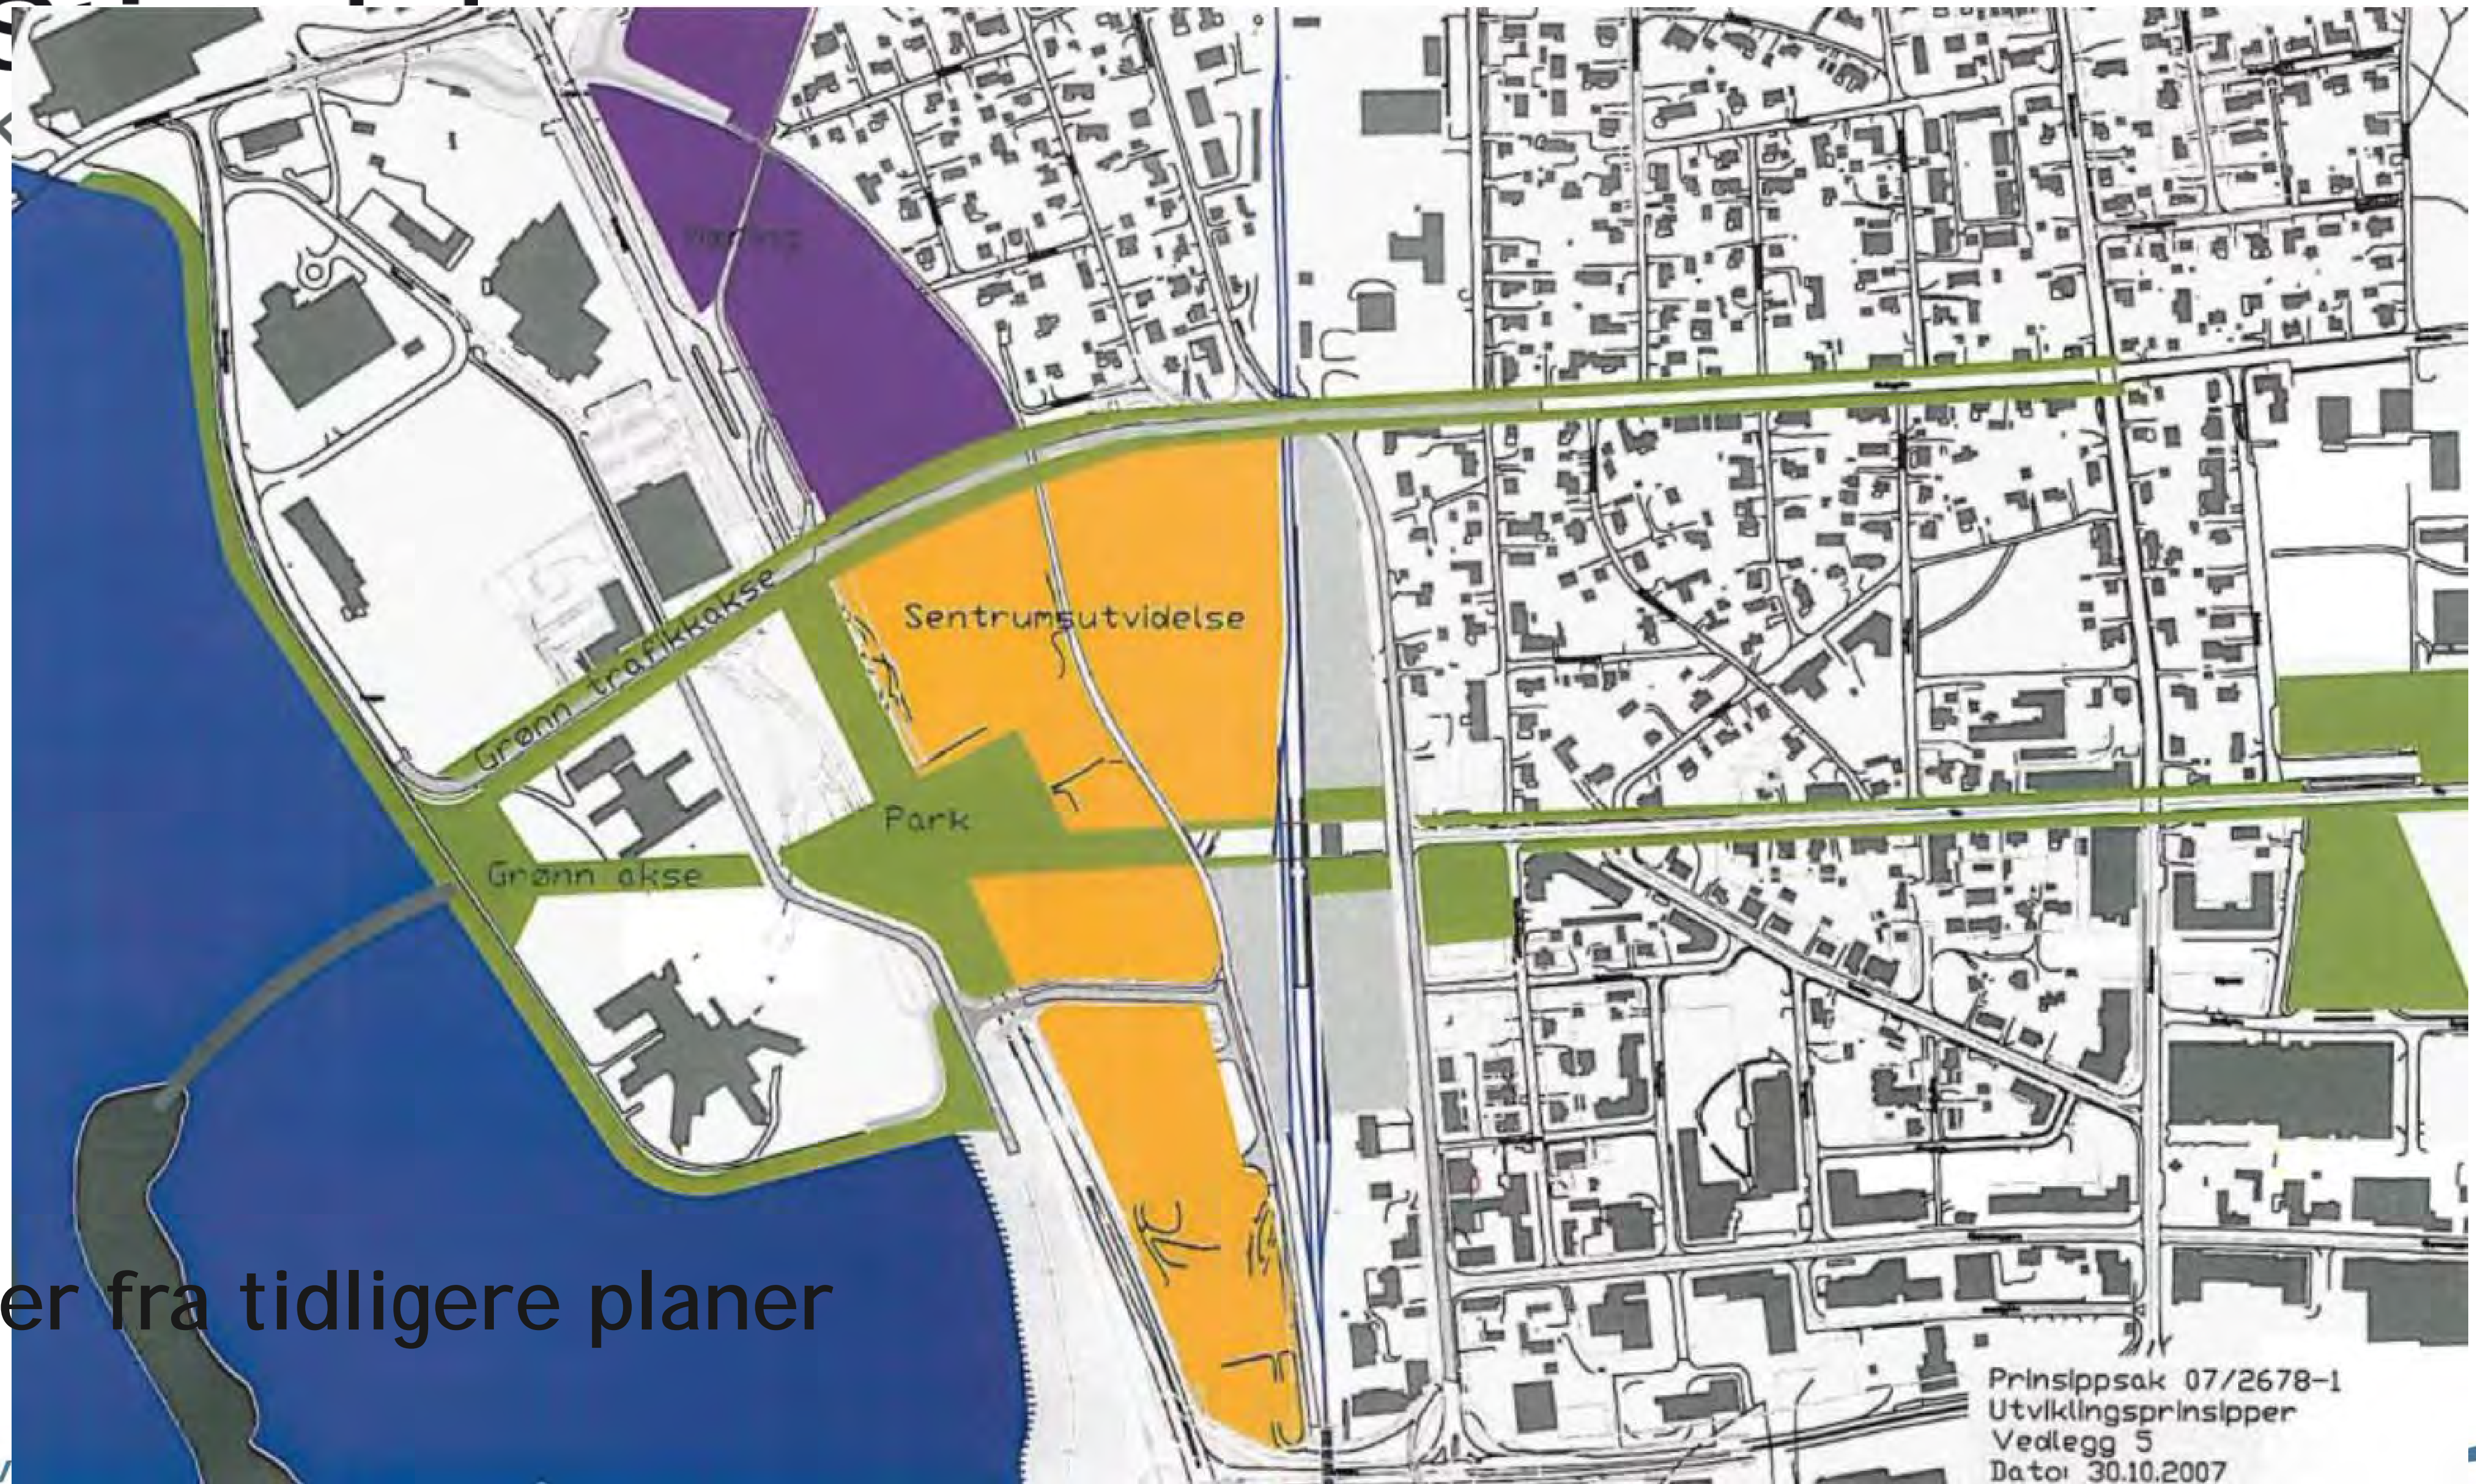 Næring
Sentrumsutvidelse
Grønn trafikkakse
Park
Grønn akse
er fra tidligere planer
Prinsippsak 07/2678-1
Utviklingsprinsipper
Vedlegg 5
Dato: 30.10.2007